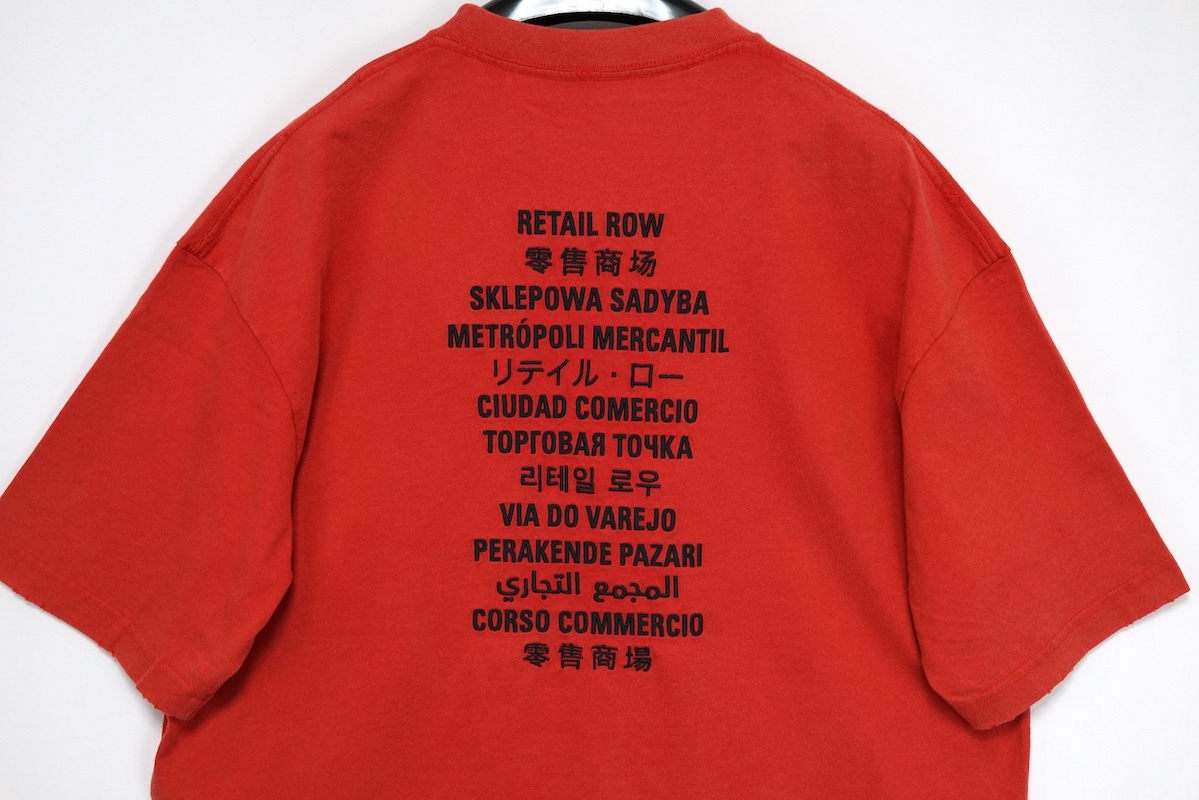 RETAIL ROW
零售商场
SKLEPOWA SADYBA
METRÓPOLI MERCANTIL
リテイル・ロー
CIUDAD COMERCIO
ТОРГОВАЯ ТОЧКА
리테일 로우
VIA DO VAREJO
PERAKENDE PAZARI
المجمع التجاري
CORSO COMMERCIO
零售商場